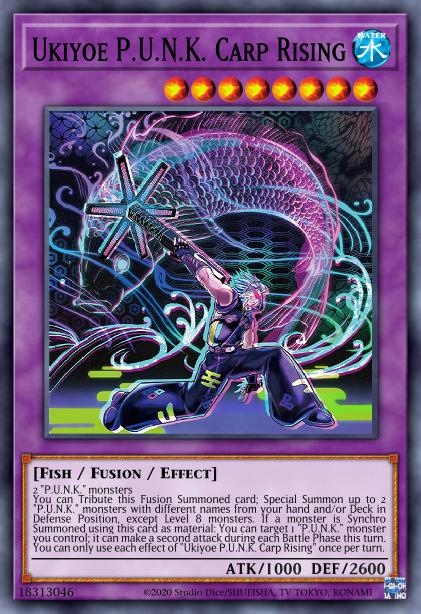 Ukiyoe P.U.N.K. Carp Rising
WATER
水
[Fish / Fusion / Effect]
2 "P.U.N.K." monsters
You can Tribute this Fusion Summoned card; Special Summon up to 2
"P.U.N.K." monsters with different names from your hand and/or Deck in
Defense Position, except Level 8 monsters. If a monster is Synchro
Summoned using this card as material: You can target 1 "P.U.N.K." monster
you control; it can make a second attack during each Battle Phase this turn.
You can only use each effect of "Ukiyoe P.U.N.K. Carp Rising" once per turn.
ATK/1000 DEF/2600
18313046
©2020 Studio Dice/SHUEISHA, TV TOKYO, KONAMI